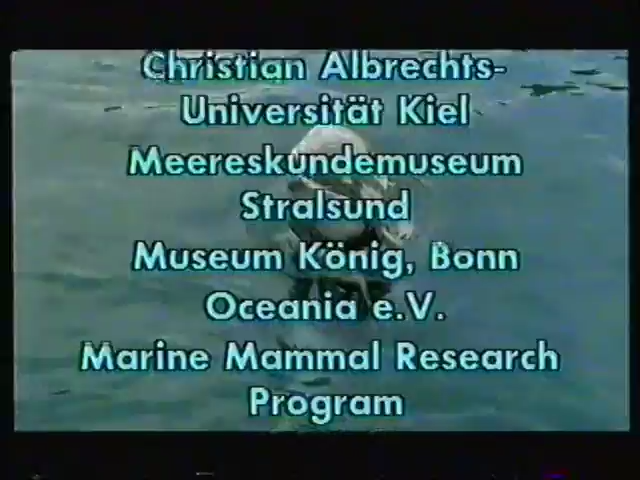 Christian Albrechts-
Universität Kiel
Meereskundemuseum
Stralsund
Museum König, Bonn
Oceania e.V.
Marine Mammal Research
Program